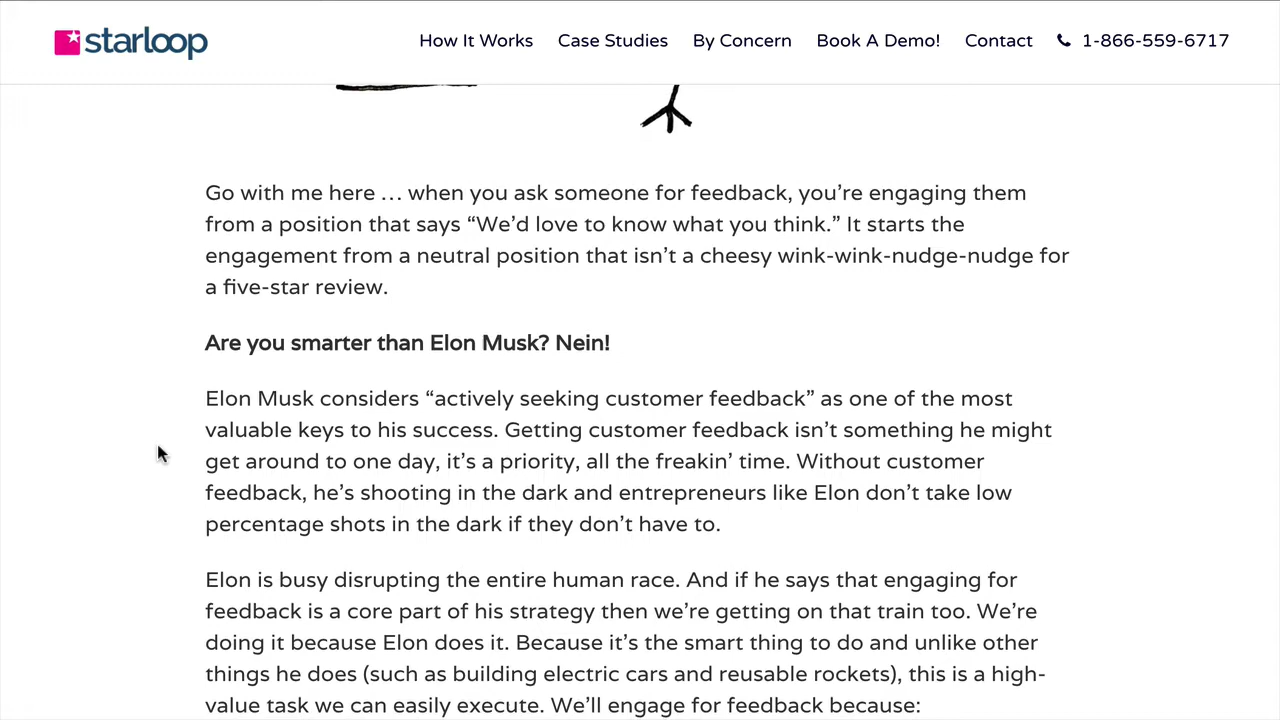 starloop
How It Works Case Studies By Concern Book A Demo! Contact 1-866-559-6717
Go with me here … when you ask someone for feedback, you’re engaging them
from a position that says “We’d love to know what you think.” It starts the
engagement from a neutral position that isn’t a cheesy wink-wink-nudge-nudge for
a five-star review.
Are you smarter than Elon Musk? Nein!
Elon Musk considers “actively seeking customer feedback” as one of the most
valuable keys to his success. Getting customer feedback isn’t something he might
get around to one day, it’s a priority, all the freakin’ time. Without customer
feedback, he’s shooting in the dark and entrepreneurs like Elon don’t take low
percentage shots in the dark if they don’t have to.
Elon is busy disrupting the entire human race. And if he says that engaging for
feedback is a core part of his strategy then we’re getting on that train too. We’re
doing it because Elon does it. Because it’s the smart thing to do and unlike other
things he does (such as building electric cars and reusable rockets), this is a high-
value task we can easily execute. We’ll engage for feedback because: